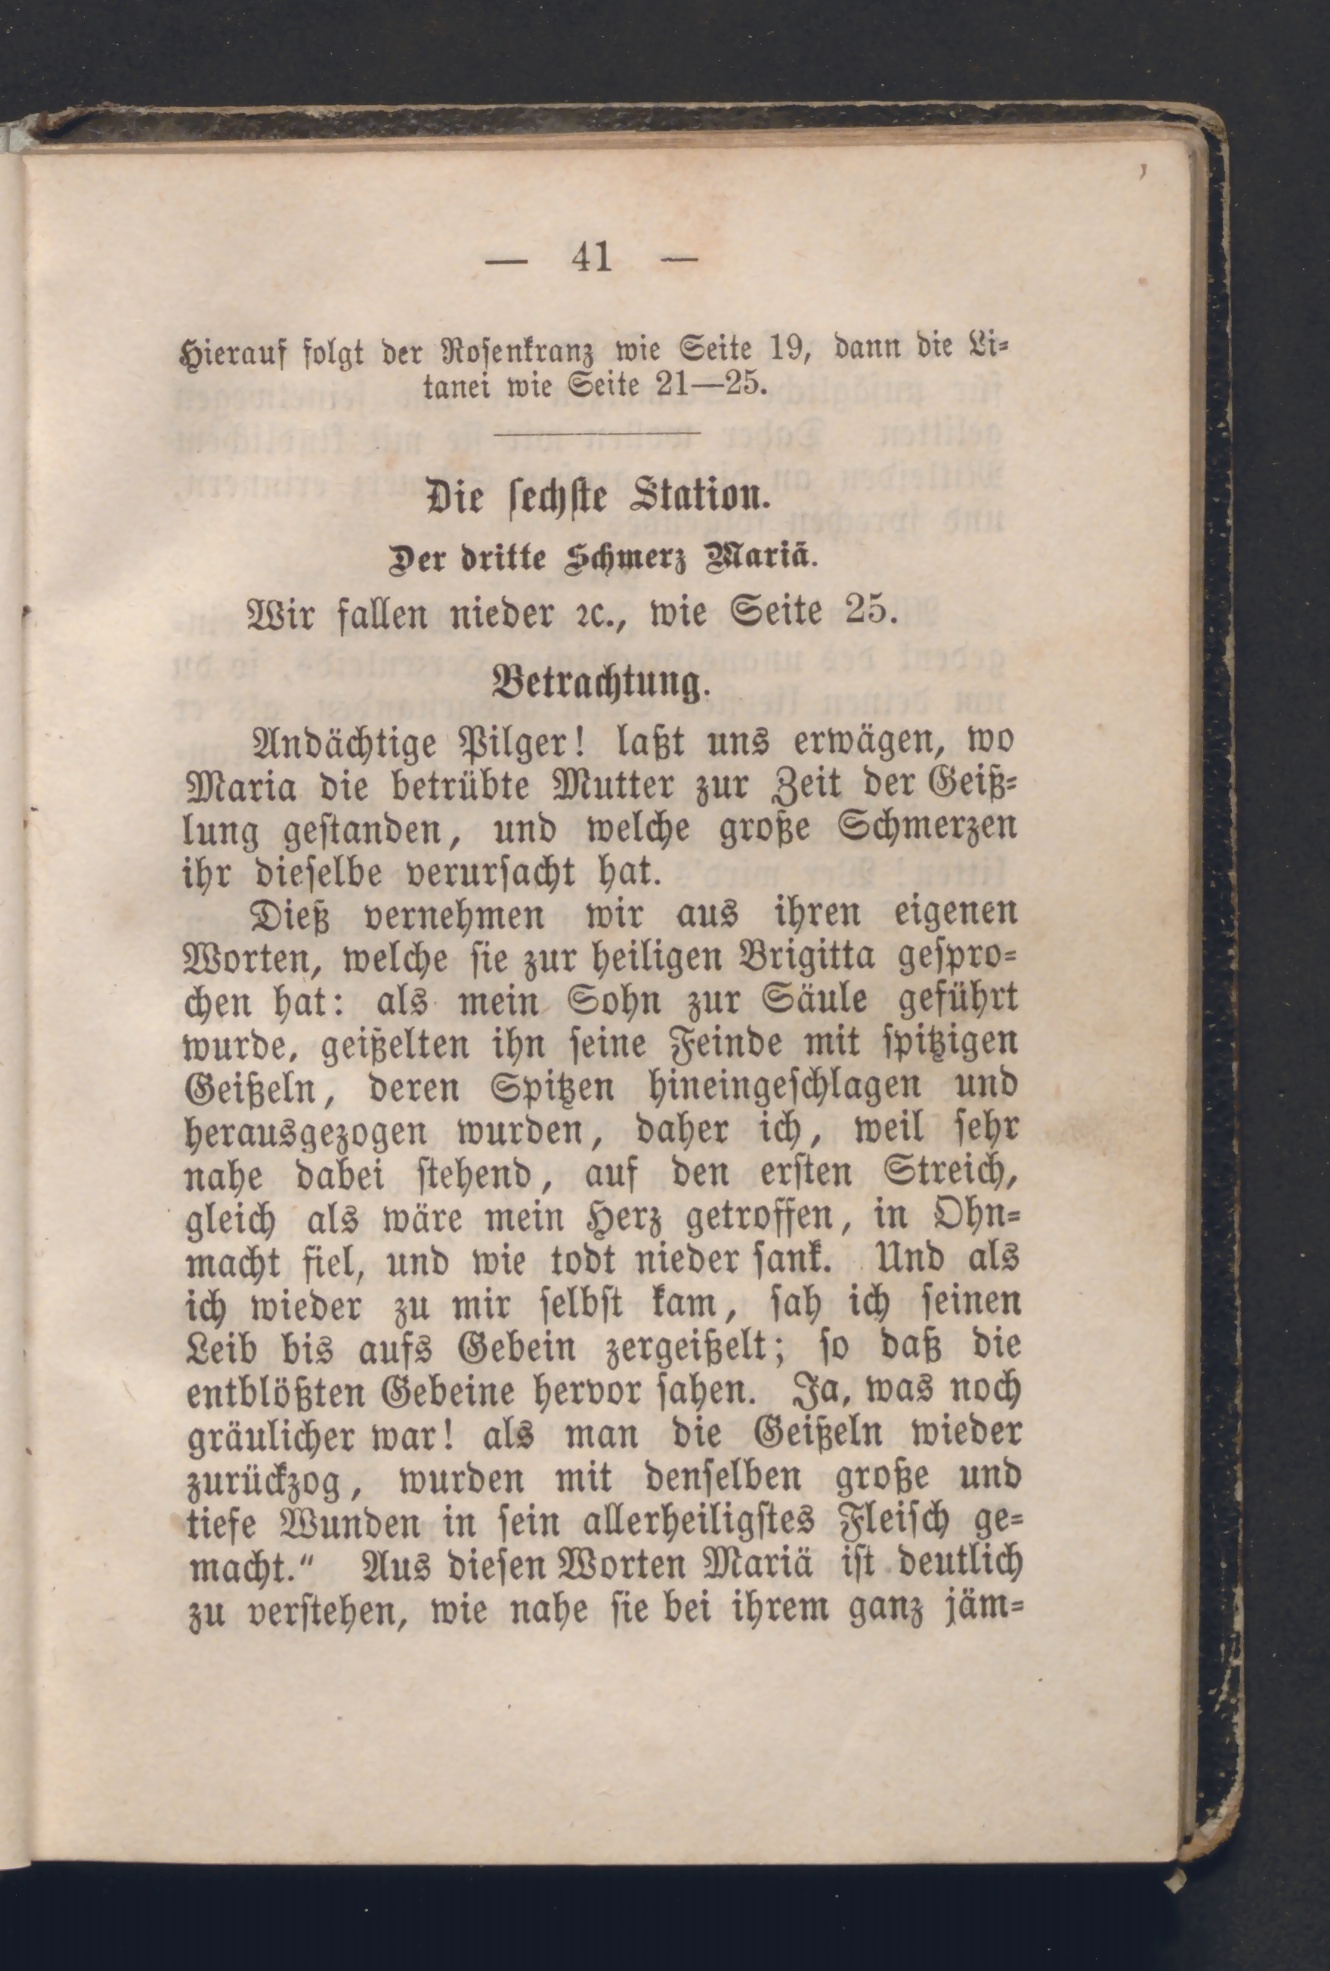 — 41 —
Hierauf folgt der Rosenkranz wie Seite 19, dann die Li-
tanei wie Seite 21—25.
Die sechste Station.
Der dritte Schmerz Mariä.
Wir fallen nieder ꝛc., wie Seite 25.
Betrachtung.
Andächtige Pilger! laßt uns erwägen, wo
Maria die betrübte Mutter zur Zeit der Geiß-
lung gestanden, und welche große Schmerzen
ihr dieselbe verursacht hat.
Dieß vernehmen wir aus ihren eigenen
Worten, welche sie zur heiligen Brigitta gespro-
chen hat: als mein Sohn zur Säule geführt
wurde, geißelten ihn seine Feinde mit spitzigen
Geißeln, deren Spitzen hineingeschlagen und
herausgezogen wurden, daher ich, weil sehr
nahe dabei stehend, auf den ersten Streich,
gleich als wäre mein Herz getroffen, in Ohn-
macht fiel, und wie todt nieder sank. Und als
ich wieder zu mir selbst kam, sah ich seinen
Leib bis aufs Gebein zergeißelt; so daß die
entblößten Gebeine hervor sahen. Ja, was noch
gräulicher war! als man die Geißeln wieder
zurückzog, wurden mit denselben große und
tiefe Wunden in sein allerheiligstes Fleisch ge-
macht.“ Aus diesen Worten Mariä ist deutlich
zu verstehen, wie nahe sie bei ihrem ganz jäm-